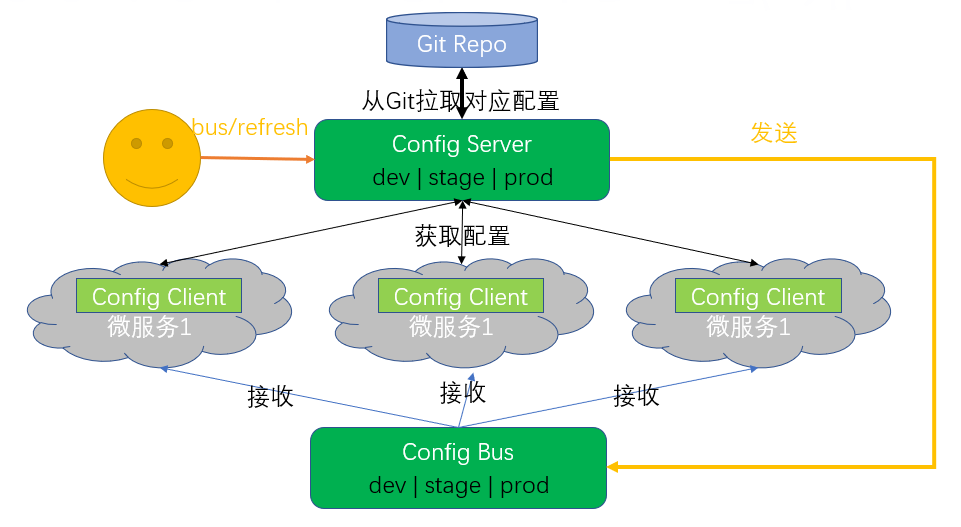 Git Repo
从Git拉取对应配置
bus/refresh
Config Server
dev | stage | prod
发送
获取配置
Config Client
微服务1
Config Client
微服务1
Config Client
微服务1
接收
接收
接收
Config Bus
dev | stage | prod